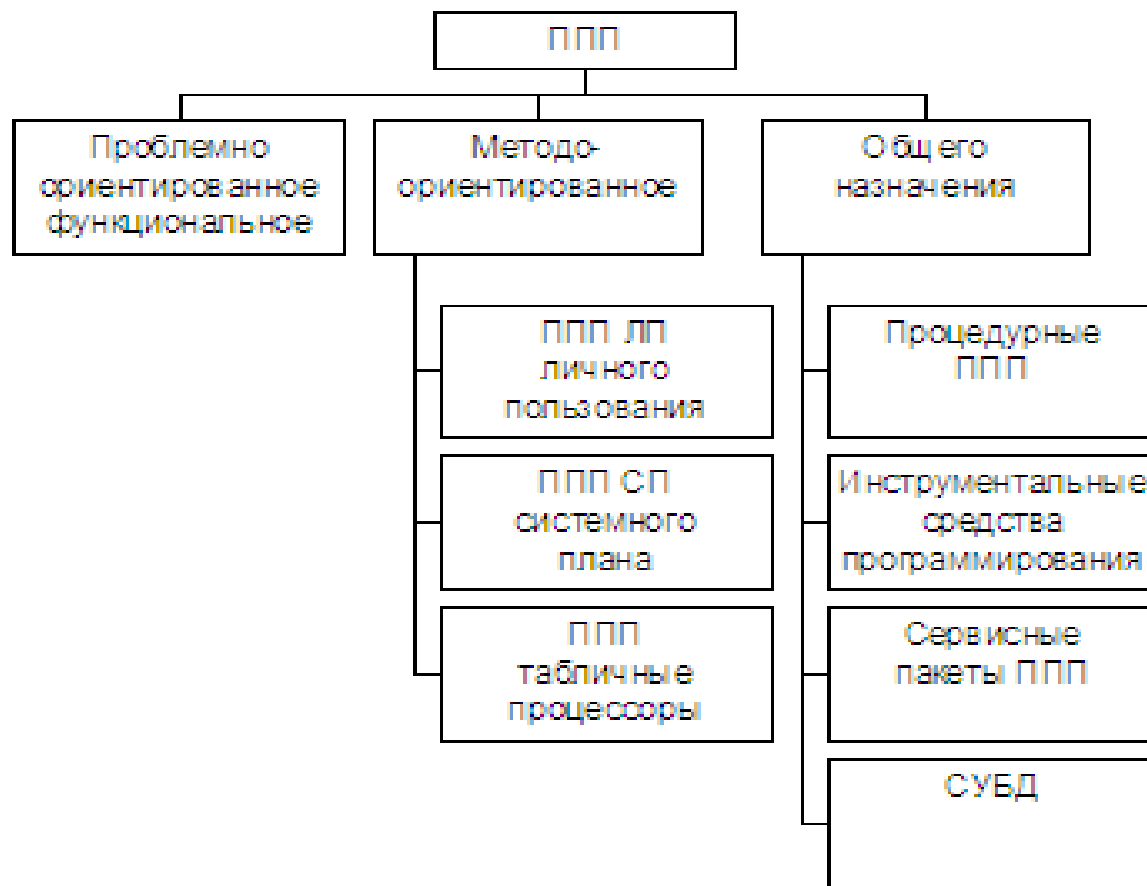 ППП
Проблемно
ориентированное
функциональное
Методо-
ориентированное
Общего
назначения
ППП ЛП
личного
пользования
ППП СП
системного
плана
ППП
табличные
процессоры
Процедурные
ППП
Инструментальные
средства
программирования
Сервисные
пакеты ППП
СУБД